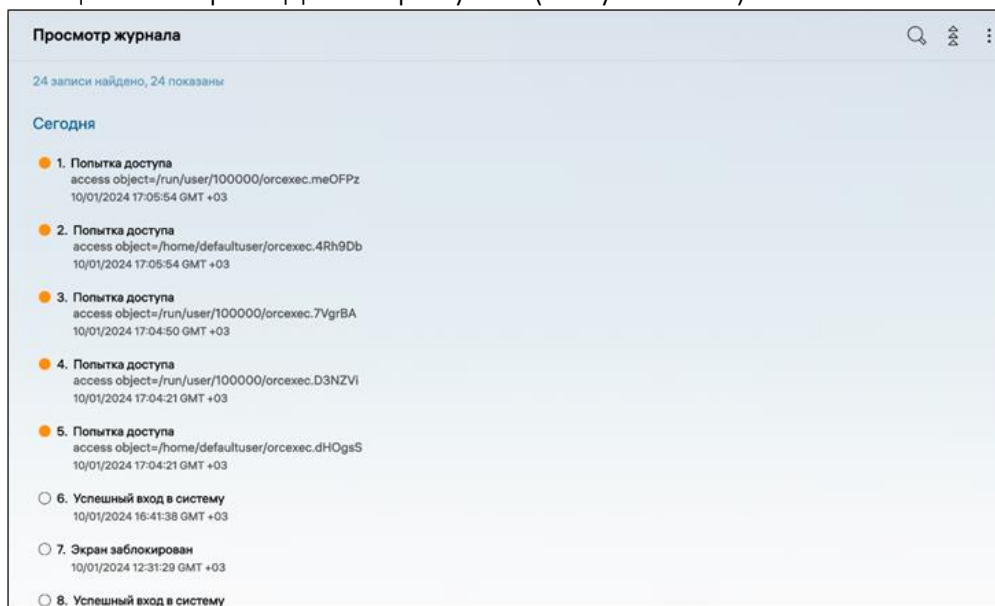 Просмотр журнала
24 записи найдено, 24 показаны
Сегодня
1. Попытка доступа
access object=/run/user/100000/orcexec.meOFPz
10/01/2024 17:05:54 GMT +03
2. Попытка доступа
access object=/home/defaultuser/orcexec.4Rh9Db
10/01/2024 17:05:54 GMT +03
3. Попытка доступа
access object=/run/user/100000/orcexec.7VgrBA
10/01/2024 17:04:50 GMT +03
4. Попытка доступа
access object=/run/user/100000/orcexec.D3NZVi
10/01/2024 17:04:21 GMT +03
5. Попытка доступа
access object=/home/defaultuser/orcexec.dHOgsS
10/01/2024 17:04:21 GMT +03
6. Успешный вход в систему
10/01/2024 16:41:38 GMT +03
7. Экран заблокирован
10/01/2024 12:31:29 GMT +03
8. Успешный вход в систему